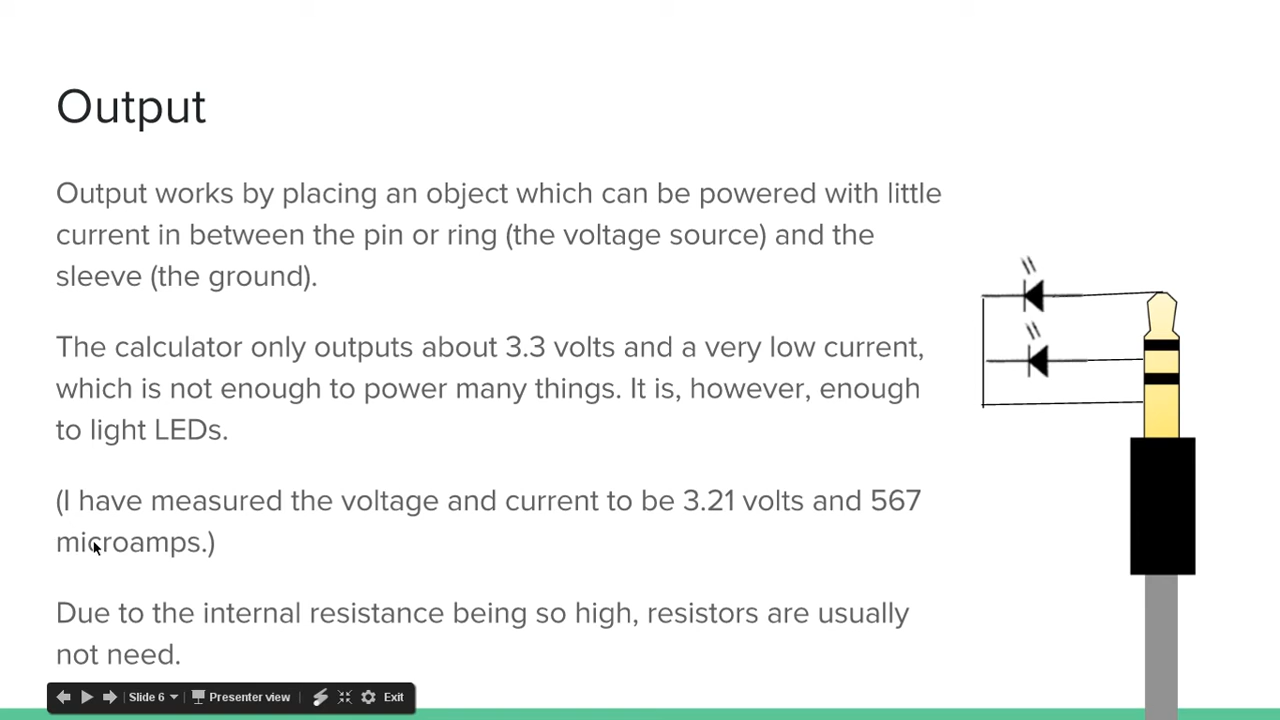 Output
Output works by placing an object which can be powered with little
current in between the pin or ring (the voltage source) and the
sleeve (the ground).
The calculator only outputs about 3.3 volts and a very low current,
which is not enough to power many things. It is, however, enough
to light LEDs.
(I have measured the voltage and current to be 3.21 volts and 567
microamps.)
Due to the internal resistance being so high, resistors are usually
not need.
Slide 6 Presenter view Exit